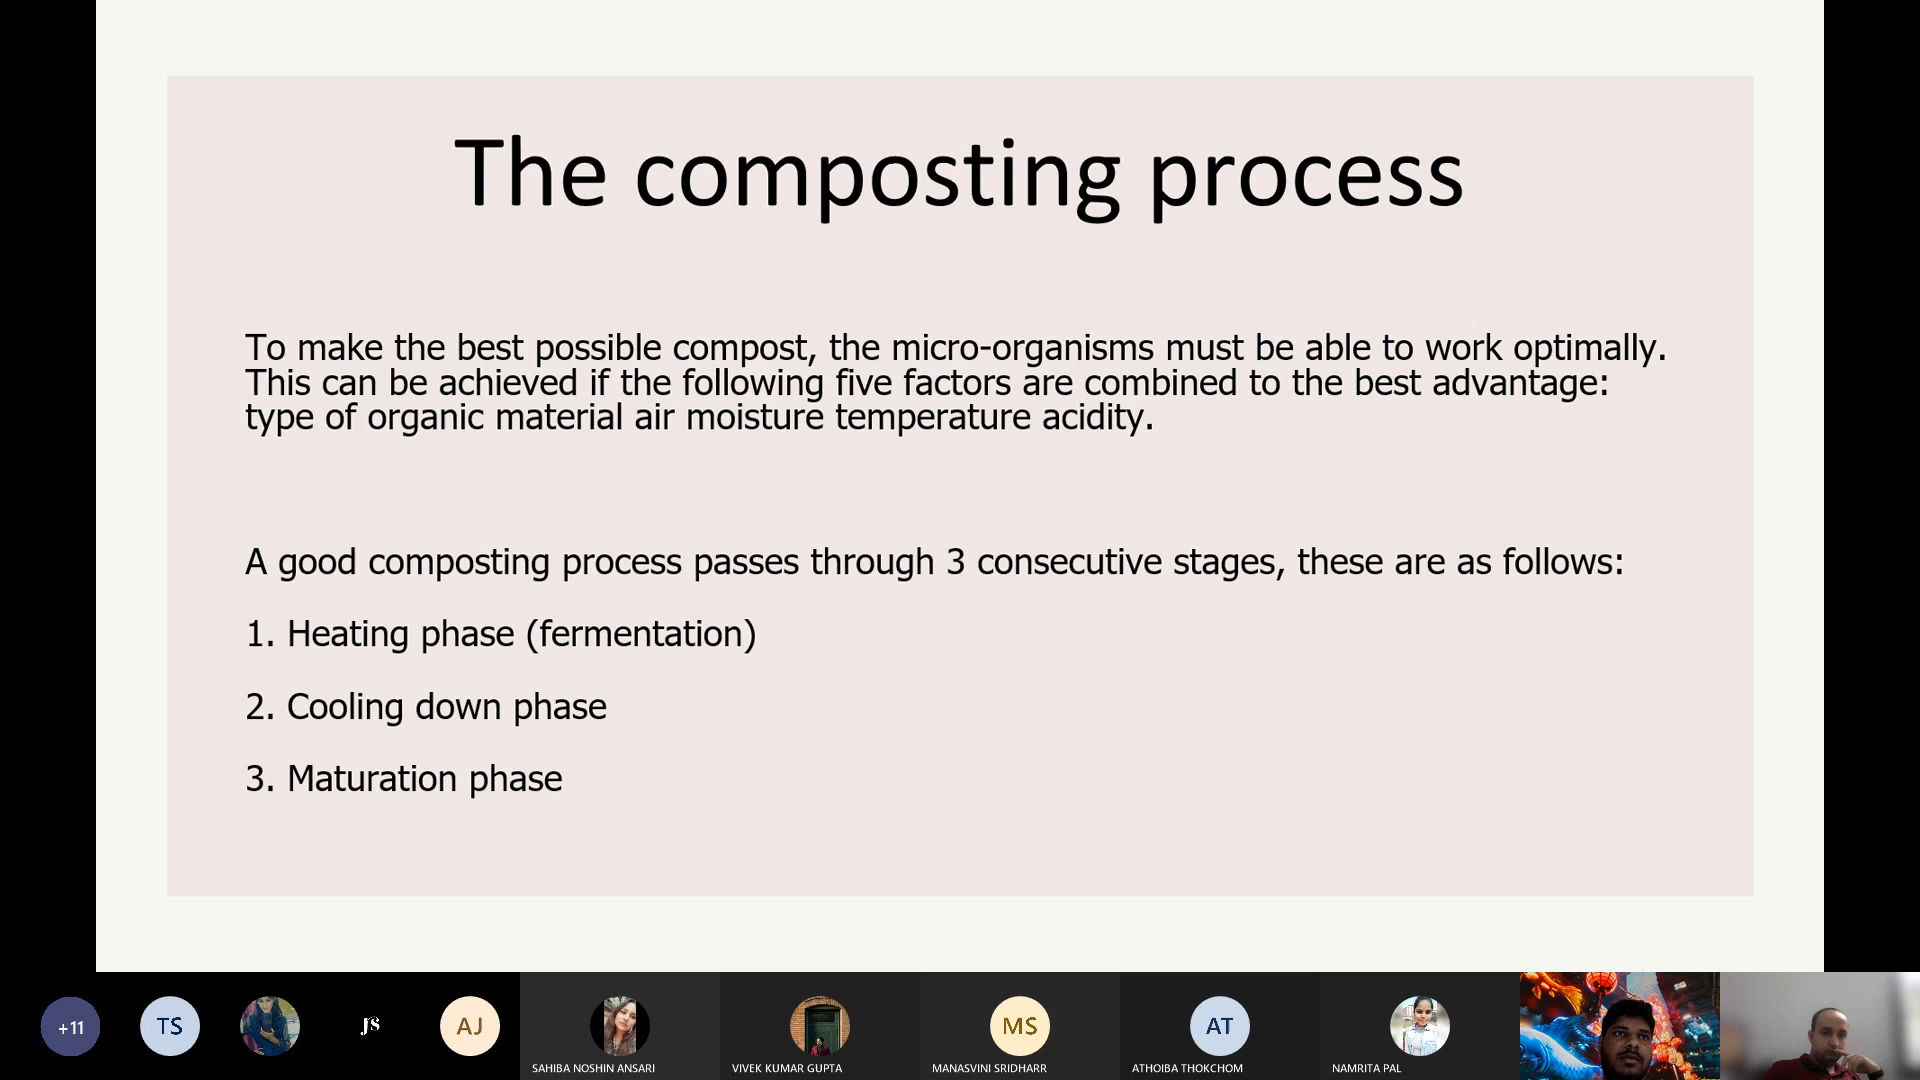 The composting process
To make the best possible compost, the micro-organisms must be able to work optimally.
This can be achieved if the following five factors are combined to the best advantage:
type of organic material air moisture temperature acidity.
A good composting process passes through 3 consecutive stages, these are as follows:
1. Heating phase (fermentation)
2. Cooling down phase
3. Maturation phase
+11
TS
JS
AJ
SAHIBA NOSHIN ANSARI
VIVEK KUMAR GUPTA
MS
MANASVINI SRIDHARR
AT
ATHOIBA THOKCHOM
NAMRITA PAL